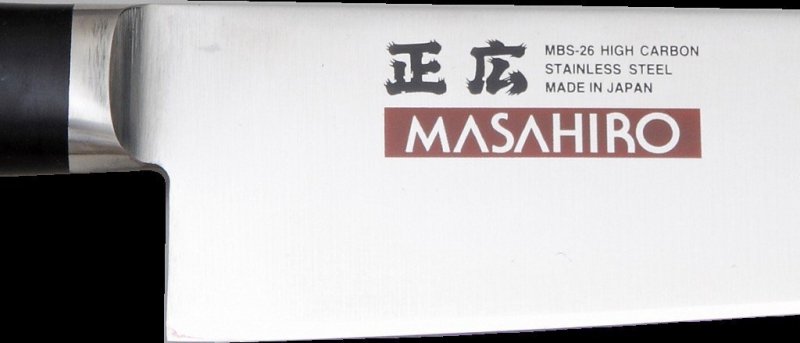 正広
MBS-26 HIGH CARBON
STAINLESS STEEL
MADE IN JAPAN
MASAHIRO